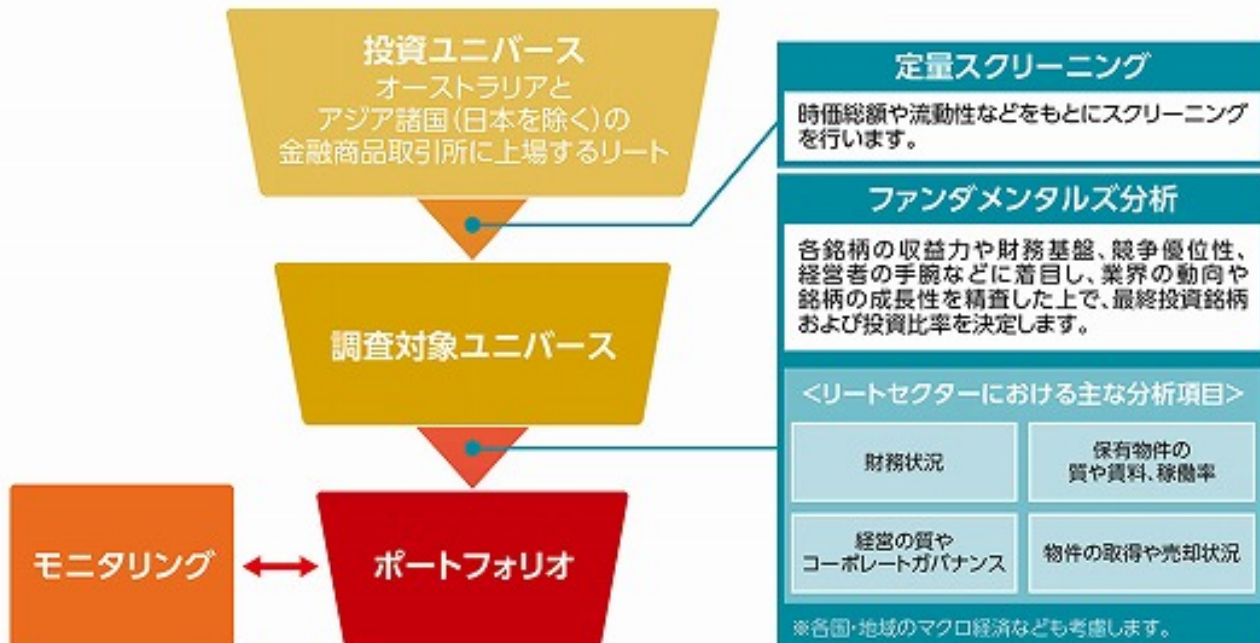 投資ユニバース
オーストラリアと
アジア諸国(日本を除く)の
金融商品取引所に上場するリート
調査対象ユニバース
モニタリング
ポートフォリオ
定量スクリーニング
時価総額や流動性などをもとにスクリーニング
を行います。
ファンダメンタルズ分析
各銘柄の収益力や財務基盤、競争優位性、
経営者の手腕などに着目し、業界の動向や
銘柄の成長性を精査した上で、最終投資銘柄
および投資比率を決定します。
<リートセクターにおける主な分析項目>
財務状況
保有物件の
質や賃料、稼働率
経営の質や
コーポレートガバナンス
物件の取得や売却状況
※各国・地域のマクロ経済なども考慮します。